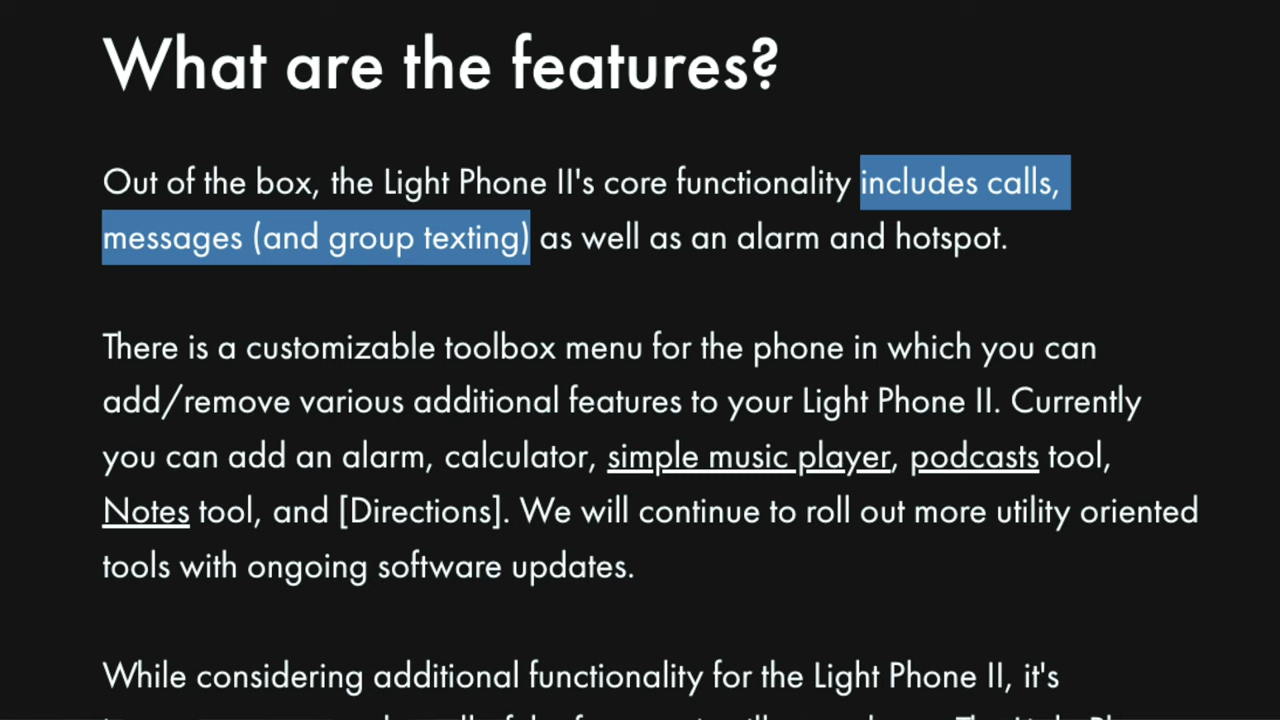 What are the features?
Out of the box, the Light Phone II's core functionality includes calls,
messages (and group texting) as well as an alarm and hotspot.
There is a customizable toolbox menu for the phone in which you can
add/remove various additional features to your Light Phone II. Currently
you can add an alarm, calculator, simple music player, podcasts tool,
Notes tool, and [Directions]. We will continue to roll out more utility oriented
tools with ongoing software updates.
While considering additional functionality for the Light Phone II, it's